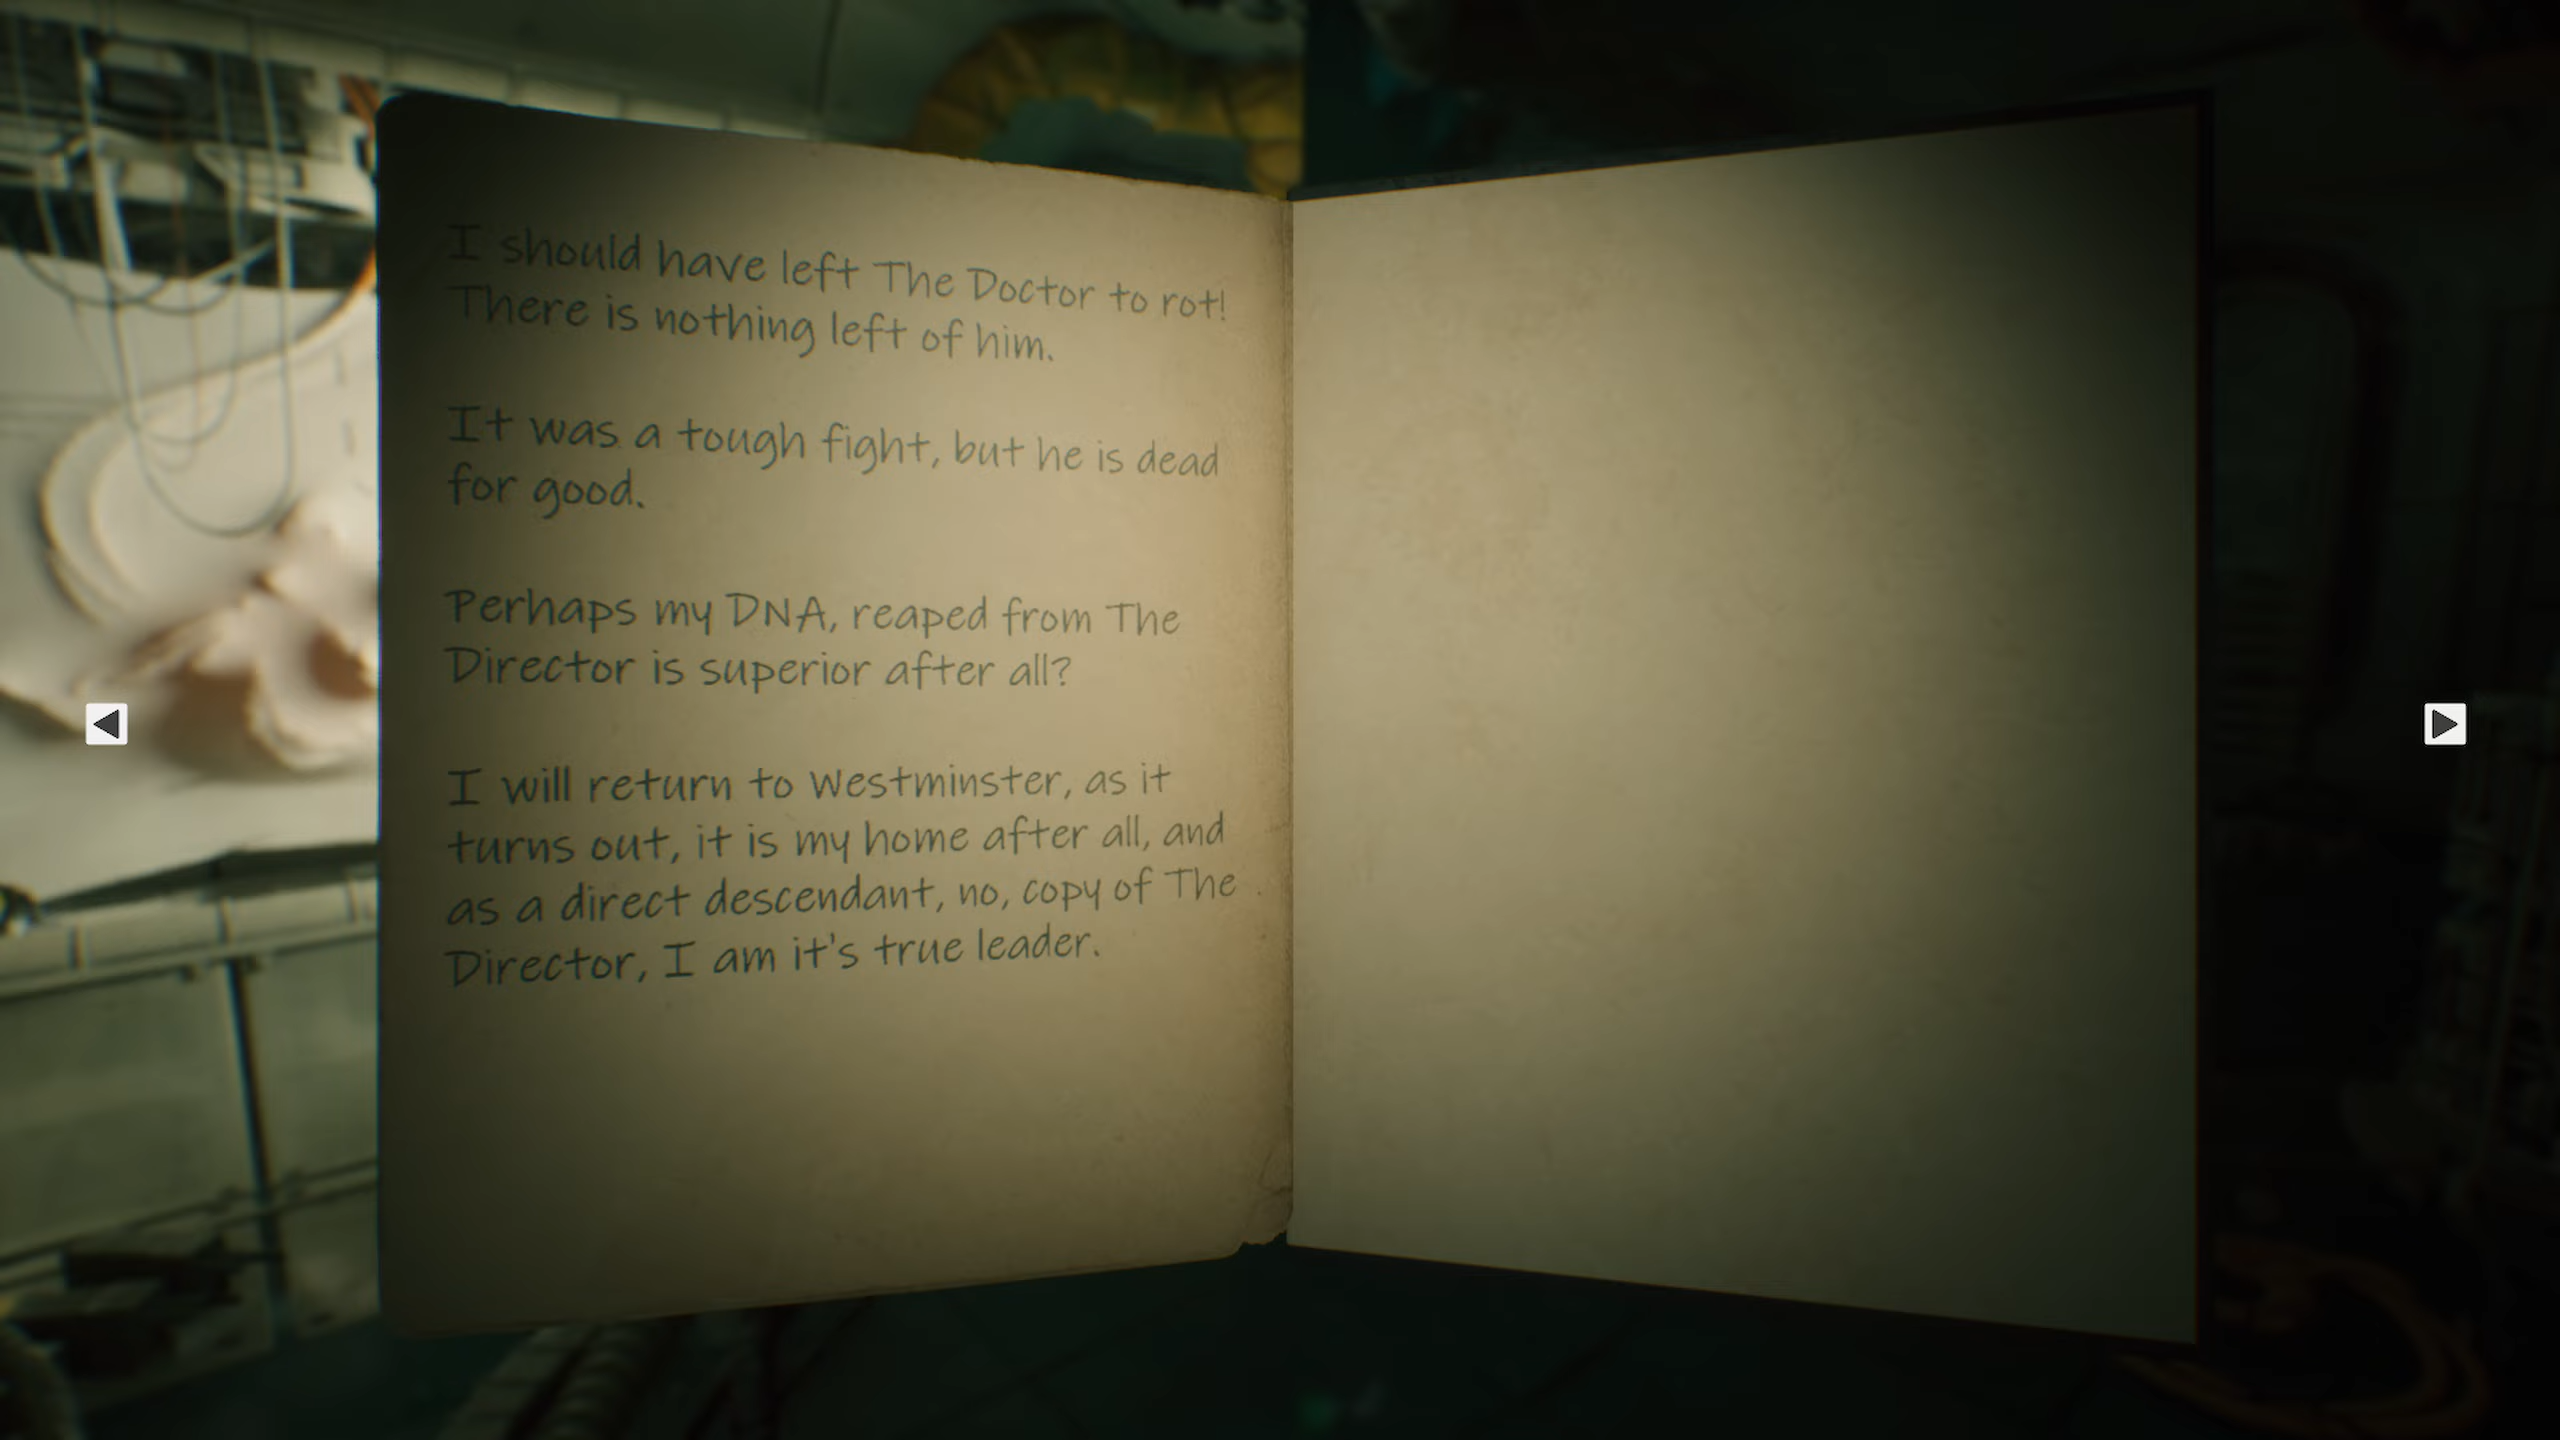 I should have left The Doctor to rot!
There is nothing left of him.
It was a tough fight, but he is dead
for good.
Perhaps my DNA, reaped from The
Director is superior after all?
I will return to Westminster, as it
turns out, it is my home after all, and
as a direct descendant, no, copy of The
Director, I am it's true leader.